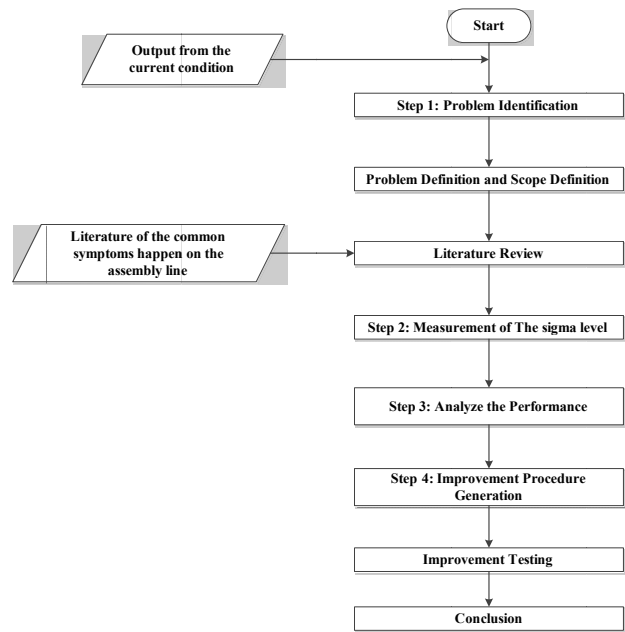 Start
Output from the
current condition
Step 1: Problem Identification
Problem Definition and Scope Definition
Literature of the common
symptoms happen on the
assembly line
Literature Review
Step 2: Measurement of The sigma level
Step 3: Analyze the Performance
Step 4: Improvement Procedure
Generation
Improvement Testing
Conclusion